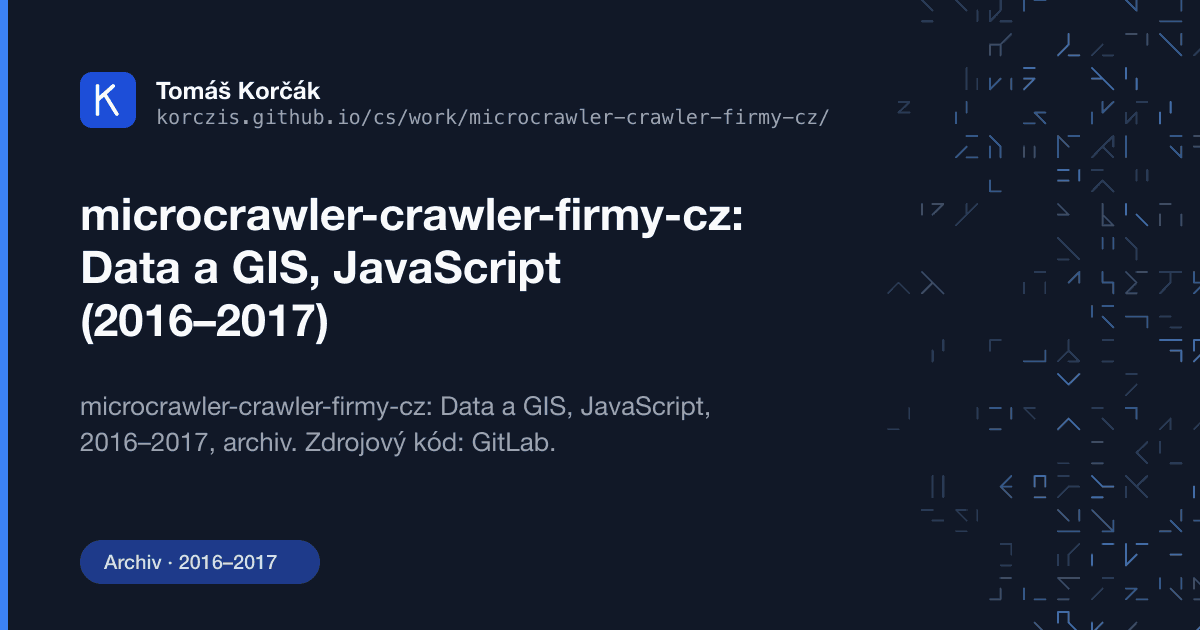 K
Tomáš Korčák
korczis.github.io/cs/work/microcrawler-crawler-firmy-cz/
microcrawler-crawler-firmy-cz:
Data a GIS, JavaScript
(2016–2017)
microcrawler-crawler-firmy-cz: Data a GIS, JavaScript,
2016–2017, archiv. Zdrojový kód: GitLab.
Archiv · 2016–2017